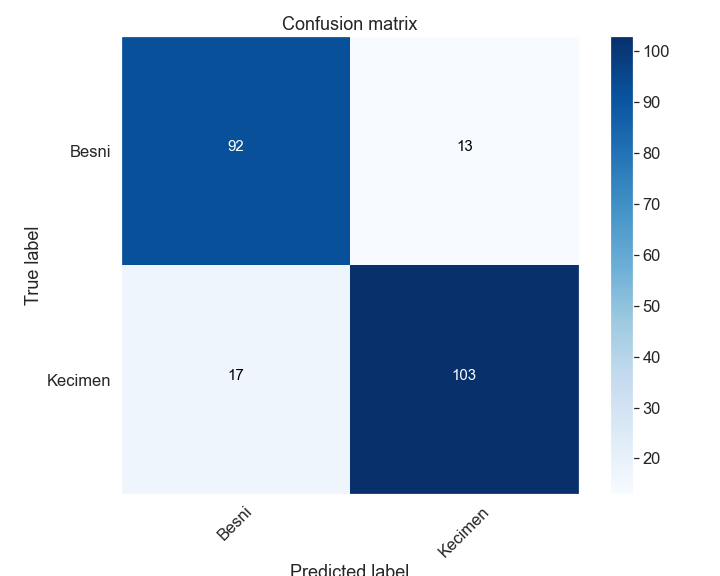 Confusion matrix
Besni
92
13
Kecimen
17
103
True label
Besni
Kecimen
Predicted label
100
90
80
70
60
50
40
30
20